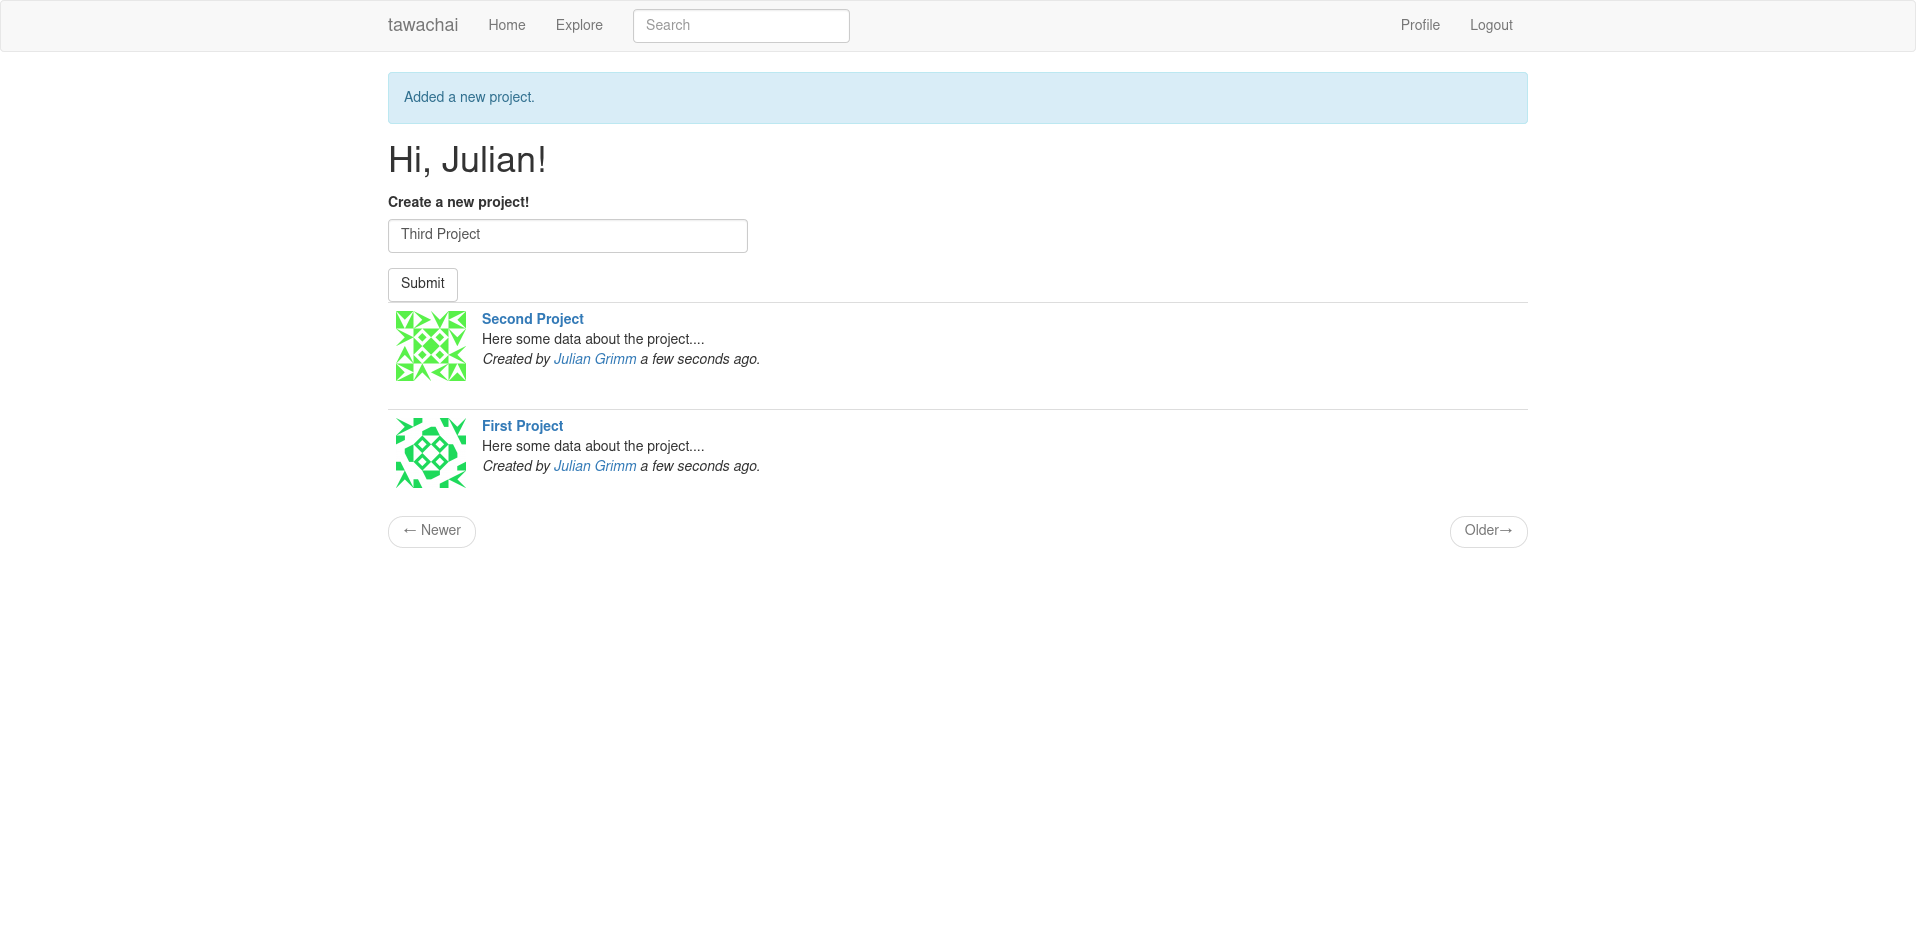 tawachai Home Explore Search Profile Logout
Added a new project.
Hi, Julian!
Create a new project!
Third Project
Submit
Second Project
Here some data about the project....
Created by Julian Grimm a few seconds ago.
First Project
Here some data about the project....
Created by Julian Grimm a few seconds ago.
← Newer Older→